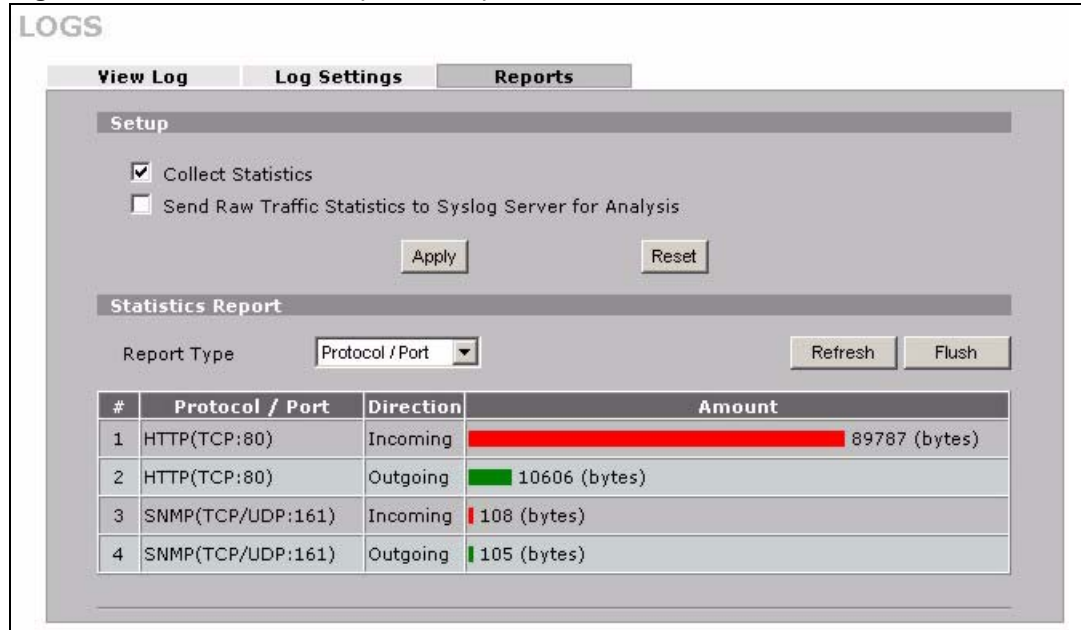 LOGS
View Log Log Settings Reports
Setup
Collect Statistics
Send Raw Traffic Statistics to Syslog Server for Analysis
Apply Reset
Statistics Report
Report Type Protocol / Port Refresh Flush
# Protocol / Port Direction Amount
1 HTTP(TCP:80) Incoming 89787 (bytes)
2 HTTP(TCP:80) Outgoing 10606 (bytes)
3 SNMP(TCP/UDP:161) Incoming 108 (bytes)
4 SNMP(TCP/UDP:161) Outgoing 105 (bytes)